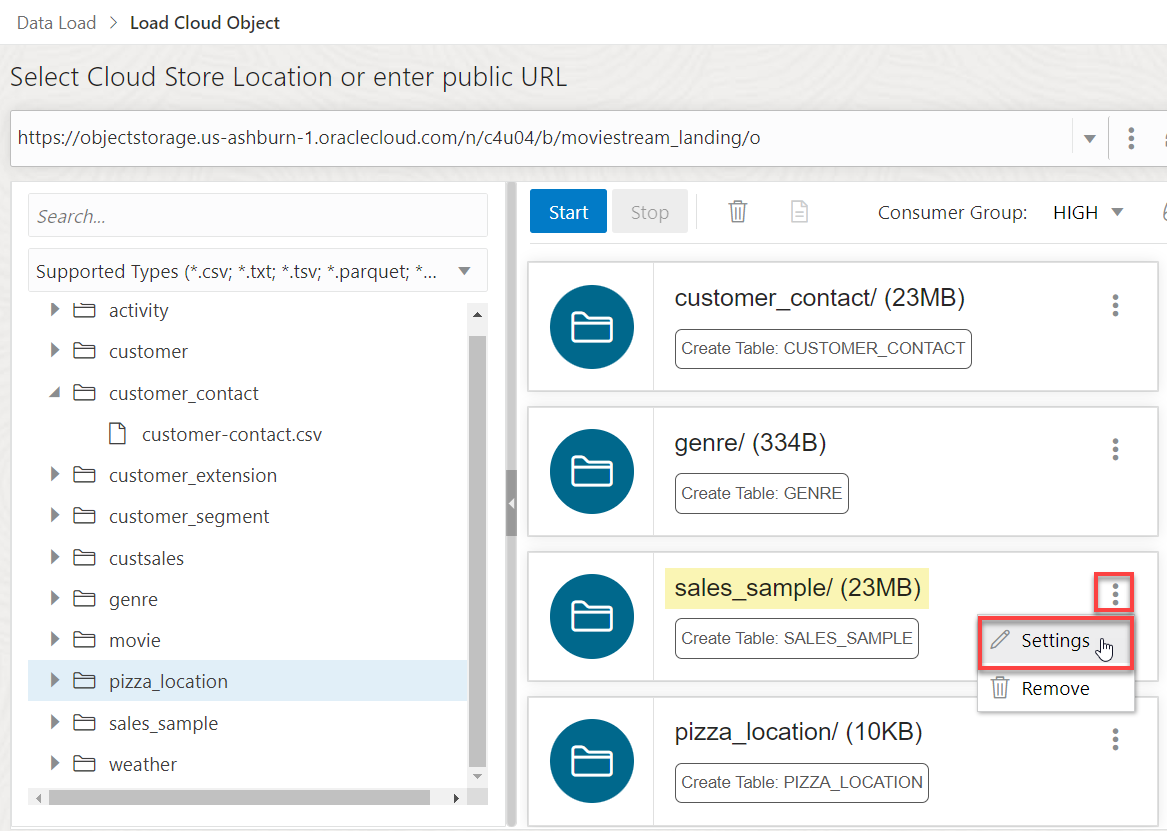 Data Load > Load Cloud Object
Select Cloud Store Location or enter public URL
https://objectstorage.us-ashburn-1.oraclecloud.com/n/c4u04/b/moviestream_landing/o
Search...
Supported Types (*.csv; *.txt; *.tsv; *.parquet; *...
activity
customer
customer_contact
customer-contact.csv
customer_extension
customer_segment
custsales
genre
movie
pizza_location
sales_sample
weather
Start
Stop
Consumer Group: HIGH
customer_contact/ (23MB)
Create Table: CUSTOMER_CONTACT
genre/ (334B)
Create Table: GENRE
sales_sample/ (23MB)
Create Table: SALES_SAMPLE
Settings
Remove
pizza_location/ (10KB)
Create Table: PIZZA_LOCATION